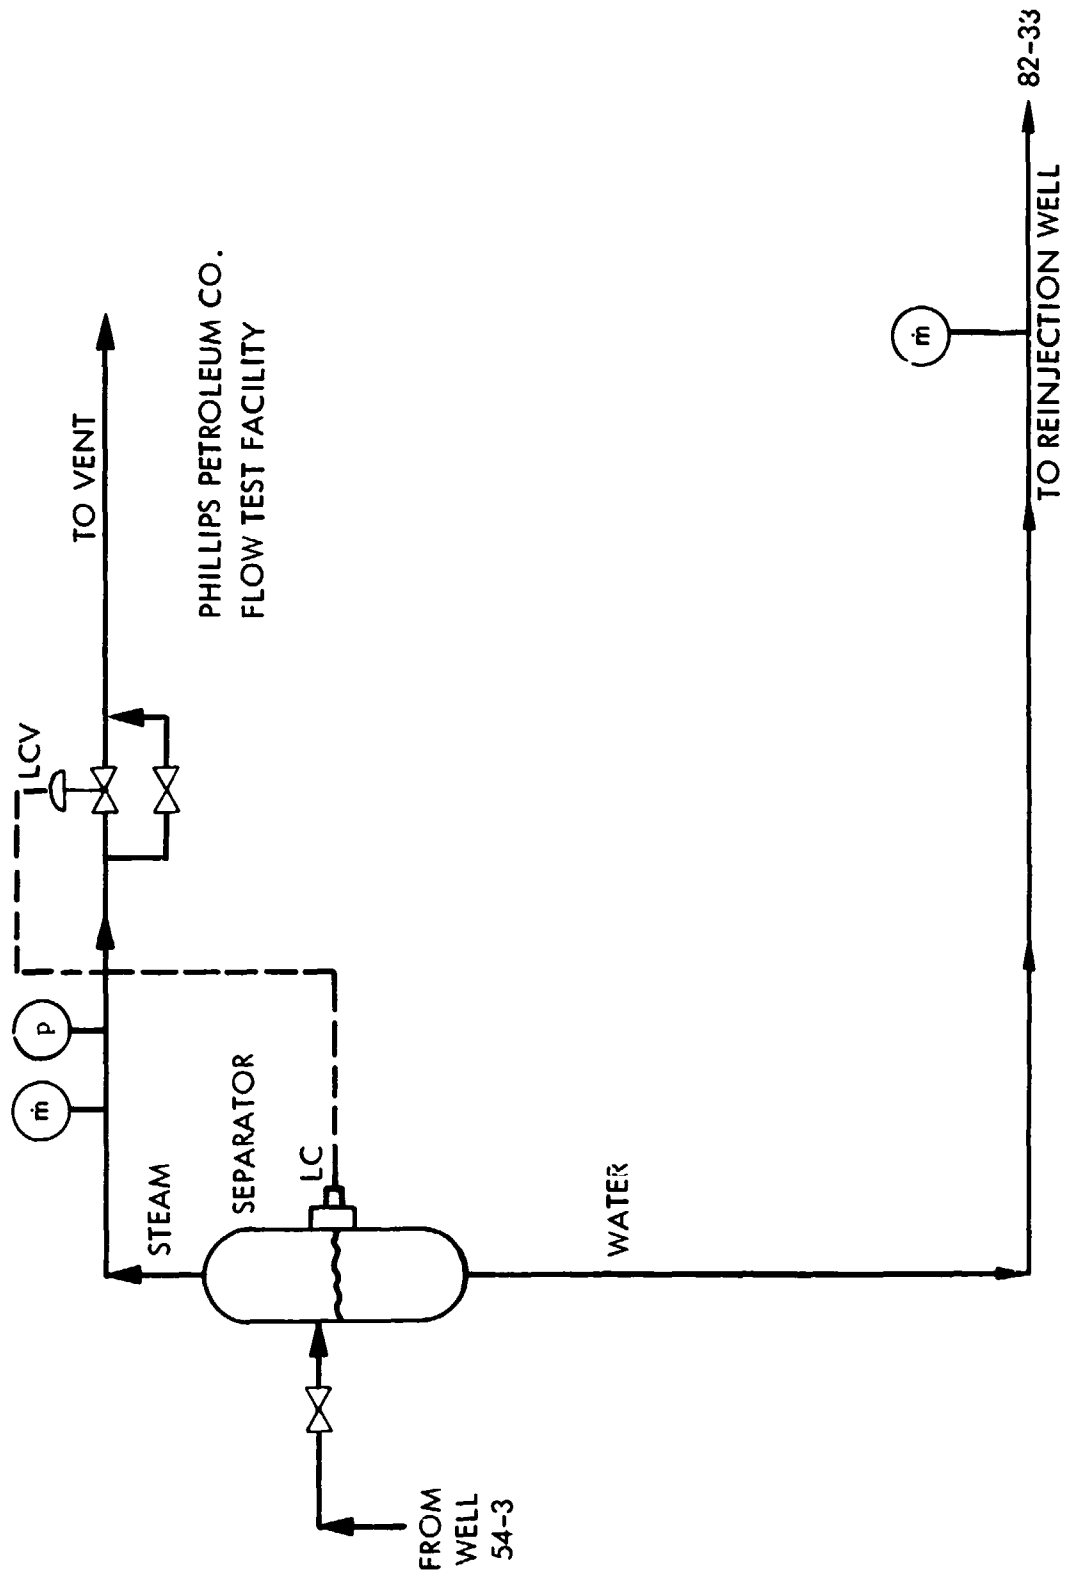 LCV
TO VENT
p
ṁ
STEAM
SEPARATOR
LC
PHILLIPS PETROLEUM CO.
FLOW TEST FACILITY
FROM
WELL
54-3
WATER
ṁ
TO REINJECTION WELL
82-33